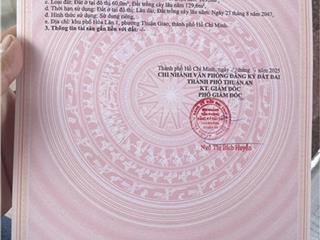 Đất ở tại đô thị 60,0m²; Đất trồng cây lâu năm 129,6m².
d. Thời hạn sử dụng: Đất ở tại đô thị: Lâu dài; Đất trồng cây lâu năm: Ngày 27 tháng 8 năm 2047.
đ. Hình thức sử dụng: Sử dụng riêng.
e. Địa chỉ: khu phố Hòa Lân 1, phường Thuận Giao, thành phố Hồ Chí Minh.
3. Thông tin tài sản gắn liền với đất: -/-
Thành phố Hồ Chí Minh, ngày tháng năm 2025
CHI NHÁNH VĂN PHÒNG ĐĂNG KÝ ĐẤT ĐAI
THÀNH PHỐ THUẬN AN
KT. GIÁM ĐỐC
PHÓ GIÁM ĐỐC
Thị Bích Huyền